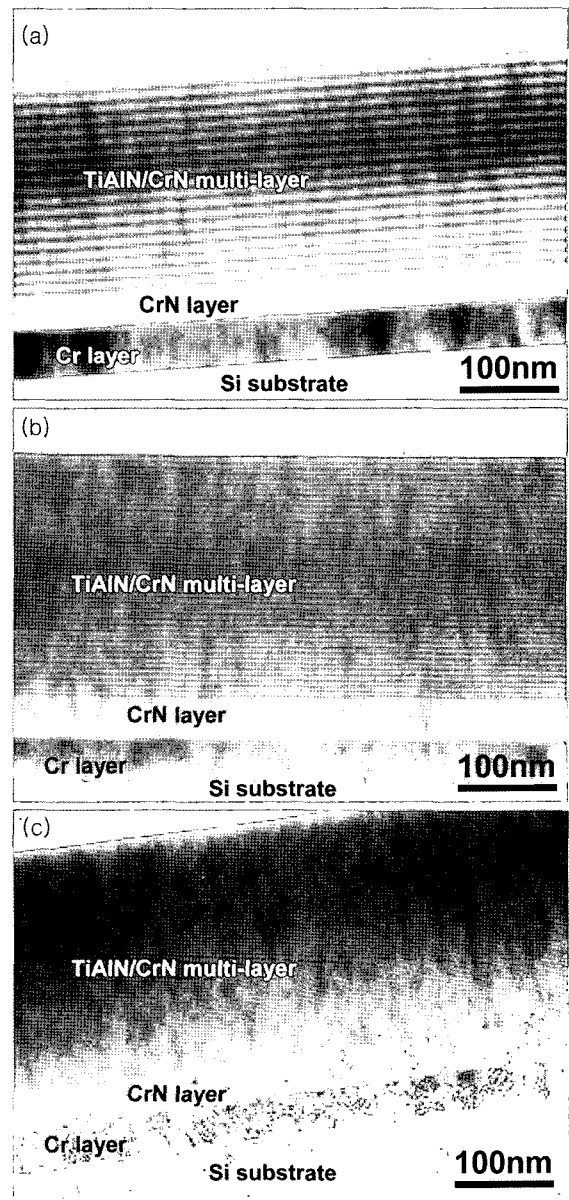 (a)
TiAlN/CrN multi-layer
CrN layer
Cr layer
Si substrate
100nm
(b)
TiAlN/CrN multi-layer
CrN layer
Cr layer
Si substrate
100nm
(c)
TiAlN/CrN multi-layer
CrN layer
Cr layer
Si substrate
100nm